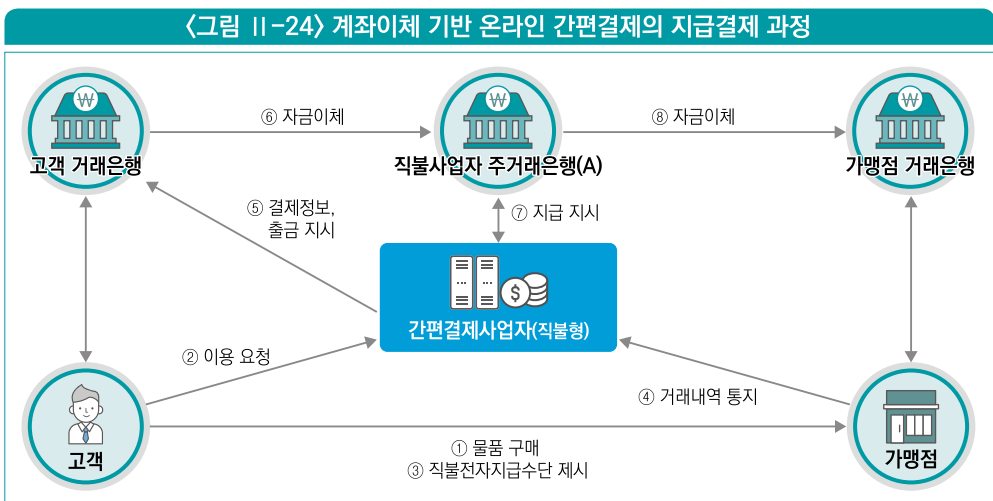 〈그림 Ⅱ-24〉 계좌이체 기반 온라인 간편결제의 지급결제 과정
₩
₩
₩
⑥ 자금이체
⑧ 자금이체
고객 거래은행
직불사업자 주거래은행(A)
가맹점 거래은행
⑤ 결제정보,
출금 지시
⑦ 지급 지시
$
간편결제사업자(직불형)
② 이용 요청
④ 거래내역 통지
① 물품 구매
③ 직불전자지급수단 제시
고객
가맹점